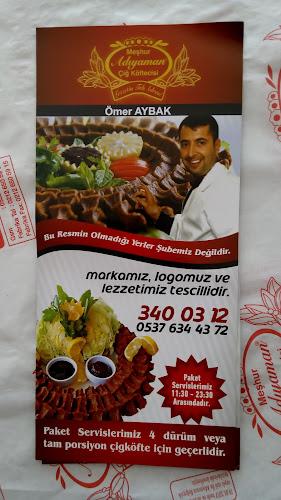 Meşhur
Adıyaman
Çiğ Köftecisi
Lezzetin Tek Adresi
Ömer AYBAK
Bu Resmin Olmadığı Yerler Şubemiz Değildir.
markamız, logomuz ve
lezzetimiz tescillidir.
340 03 12
0537 634 43 72
Paket
Servislerimiz
11:30 - 23:30
Arasındadır.
Paket Servislerimiz 4 dürüm veya
tam porsiyon çiğköfte için geçerlidir.
Meşhur
Adıyaman